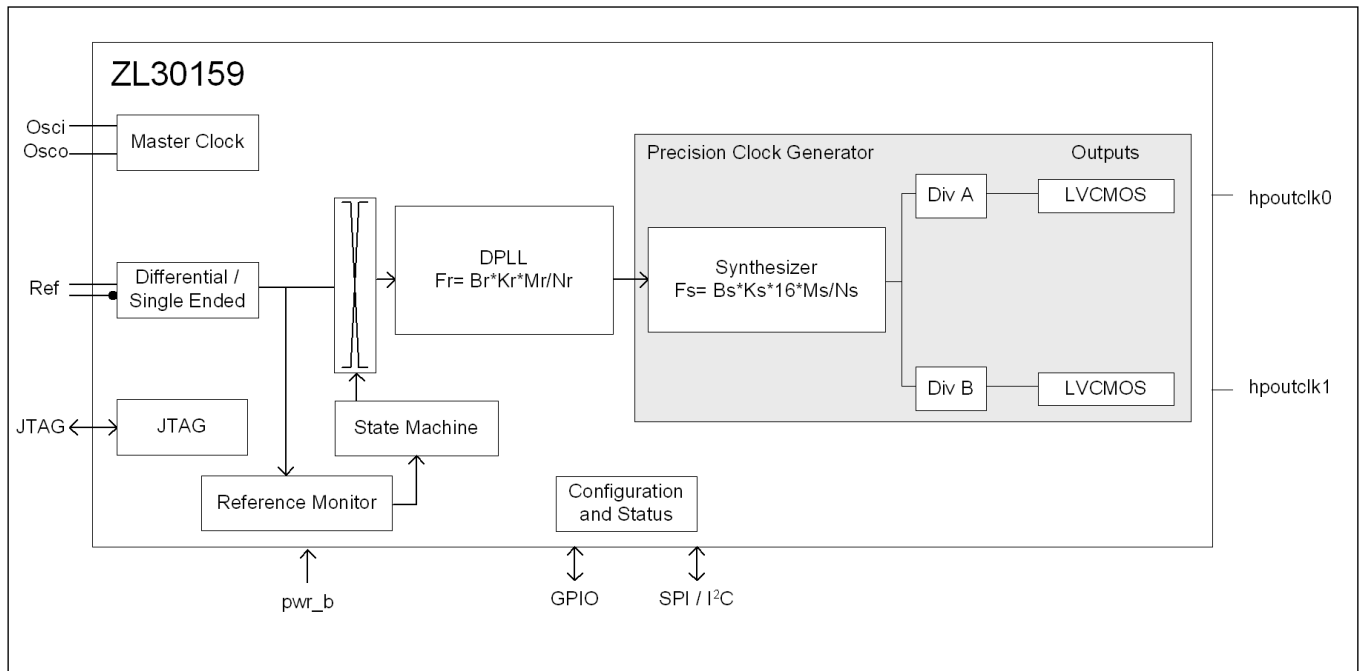 ZL30159
Osci
Osco
Master Clock
Precision Clock Generator
Outputs
Div A
LVCMOS
hpoutclk0
Ref
Differential /
Single Ended
DPLL
Fr= Br*Kr*Mr/Nr
Synthesizer
Fs= Bs*Ks*16*Ms/Ns
Div B
LVCMOS
hpoutclk1
JTAG
JTAG
State Machine
Reference Monitor
Configuration
and Status
pwr_b
GPIO
SPI / I²C